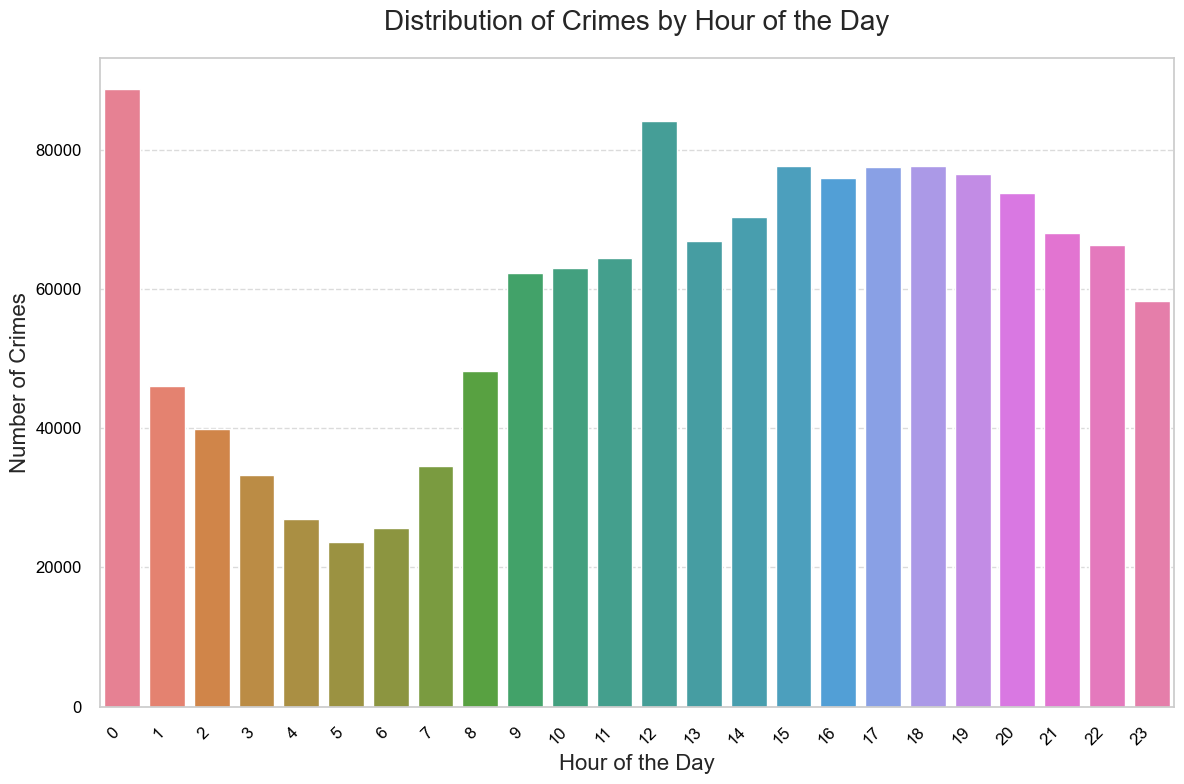 Distribution of Crimes by Hour of the Day
Number of Crimes
80000
60000
40000
20000
0
0 1 2 3 4 5 6 7 8 9 10 11 12 13 14 15 16 17 18 19 20 21 22 23
Hour of the Day